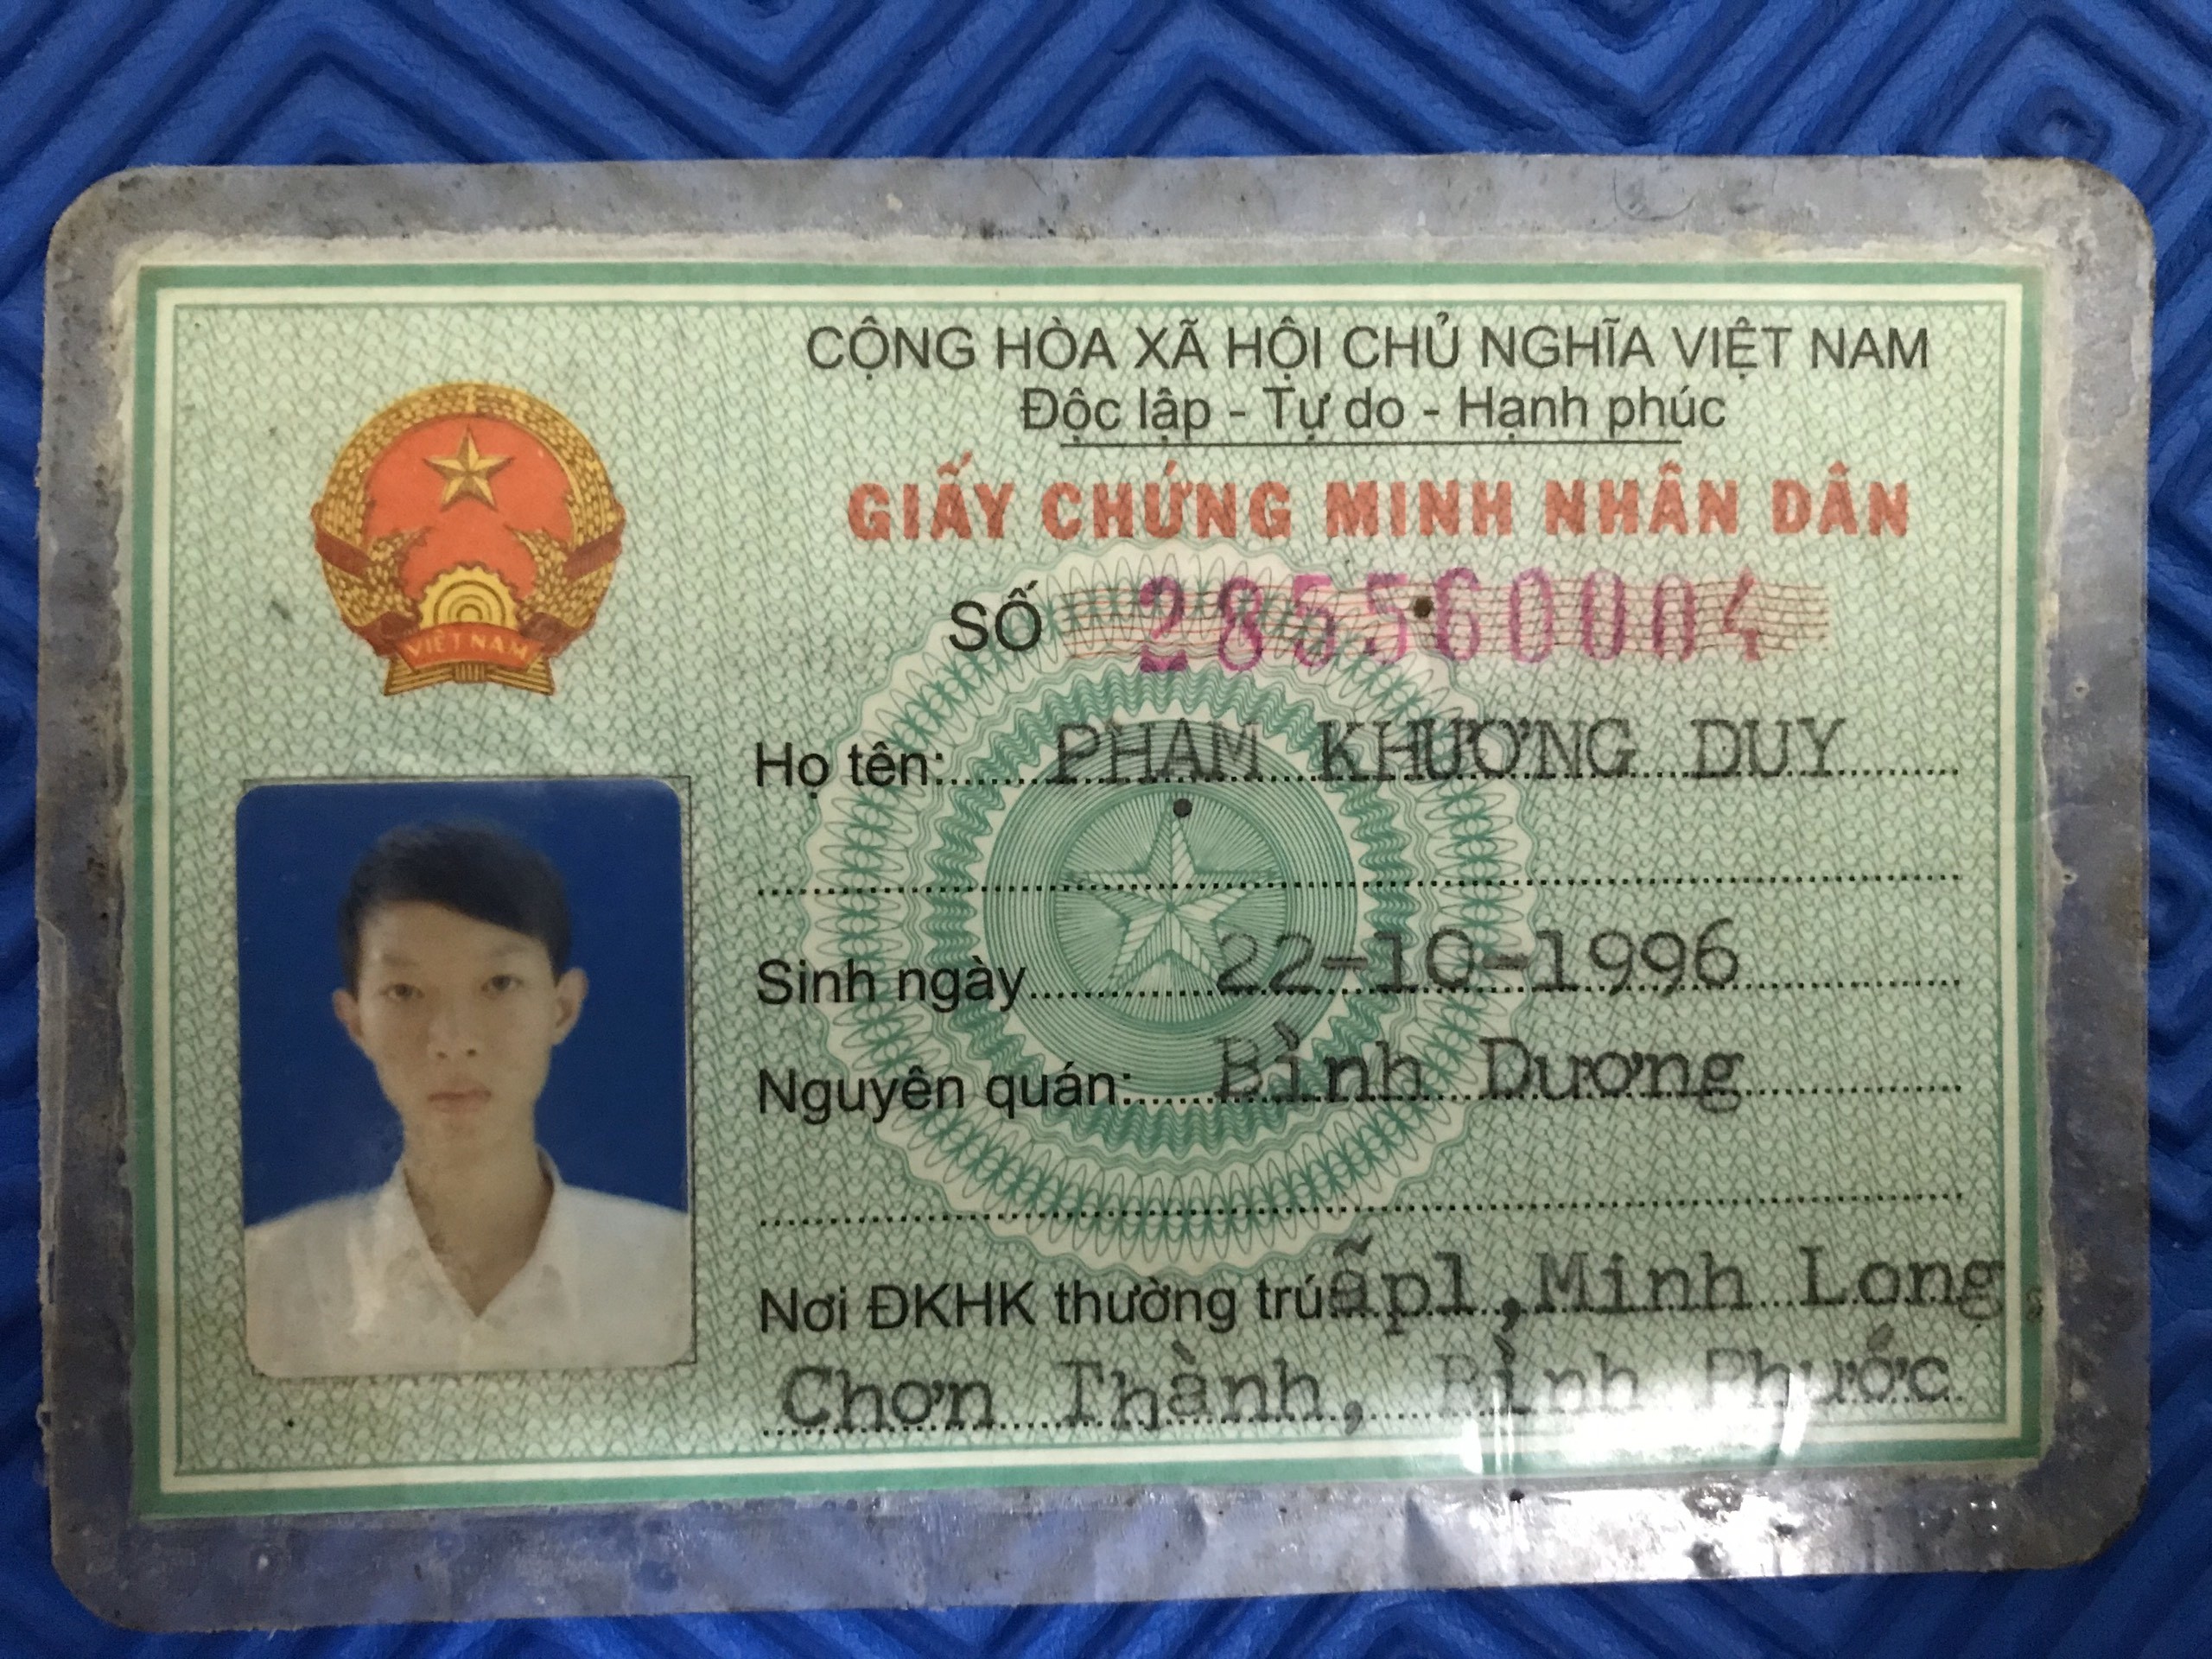 CỘNG HÒA XÃ HỘI CHỦ NGHĨA VIỆT NAM
Độc lập - Tự do - Hạnh phúc
GIẤY CHỨNG MINH NHÂN DÂN
SỐ 285560004
VIỆT NAM
Họ tên: PHẠM KHƯƠNG DUY
Sinh ngày 22-10-1996
Nguyên quán: Bình Dương
Nơi ĐKHK thường trú ấp1, Minh Long,
Chơn Thành, Bình Phước